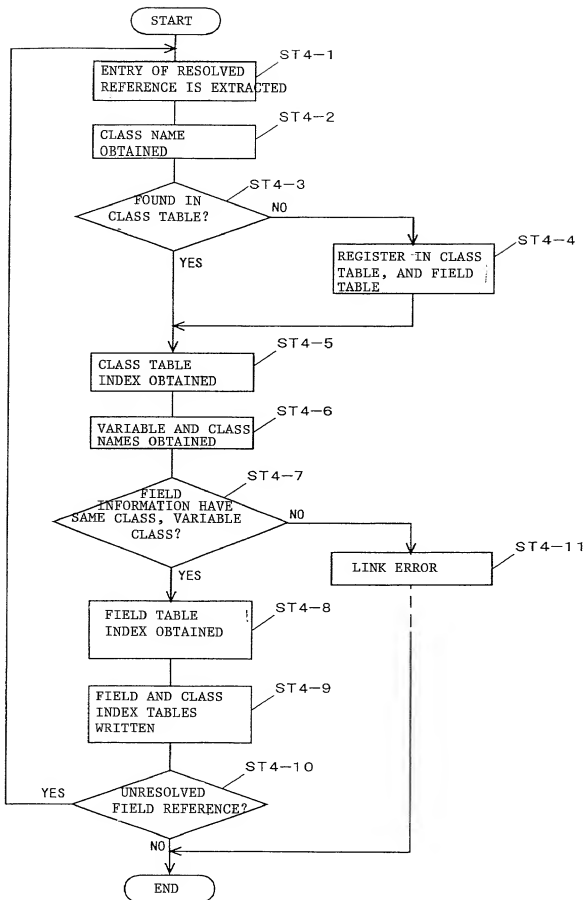 START
ENTRY OF RESOLVED
REFERENCE IS EXTRACTED
ST4-1
CLASS NAME
OBTAINED
ST4-2
FOUND IN
CLASS TABLE?
ST4-3
NO
YES
REGISTER IN CLASS
TABLE, AND FIELD
TABLE
ST4-4
CLASS TABLE
INDEX OBTAINED
ST4-5
VARIABLE AND CLASS
NAMES OBTAINED
ST4-6
FIELD
INFORMATION HAVE
SAME CLASS, VARIABLE
CLASS?
ST4-7
NO
YES
LINK ERROR
ST4-11
FIELD TABLE
INDEX OBTAINED
ST4-8
FIELD AND CLASS
INDEX TABLES
WRITTEN
ST4-9
UNRESOLVED
FIELD REFERENCE?
ST4-10
YES
NO
END